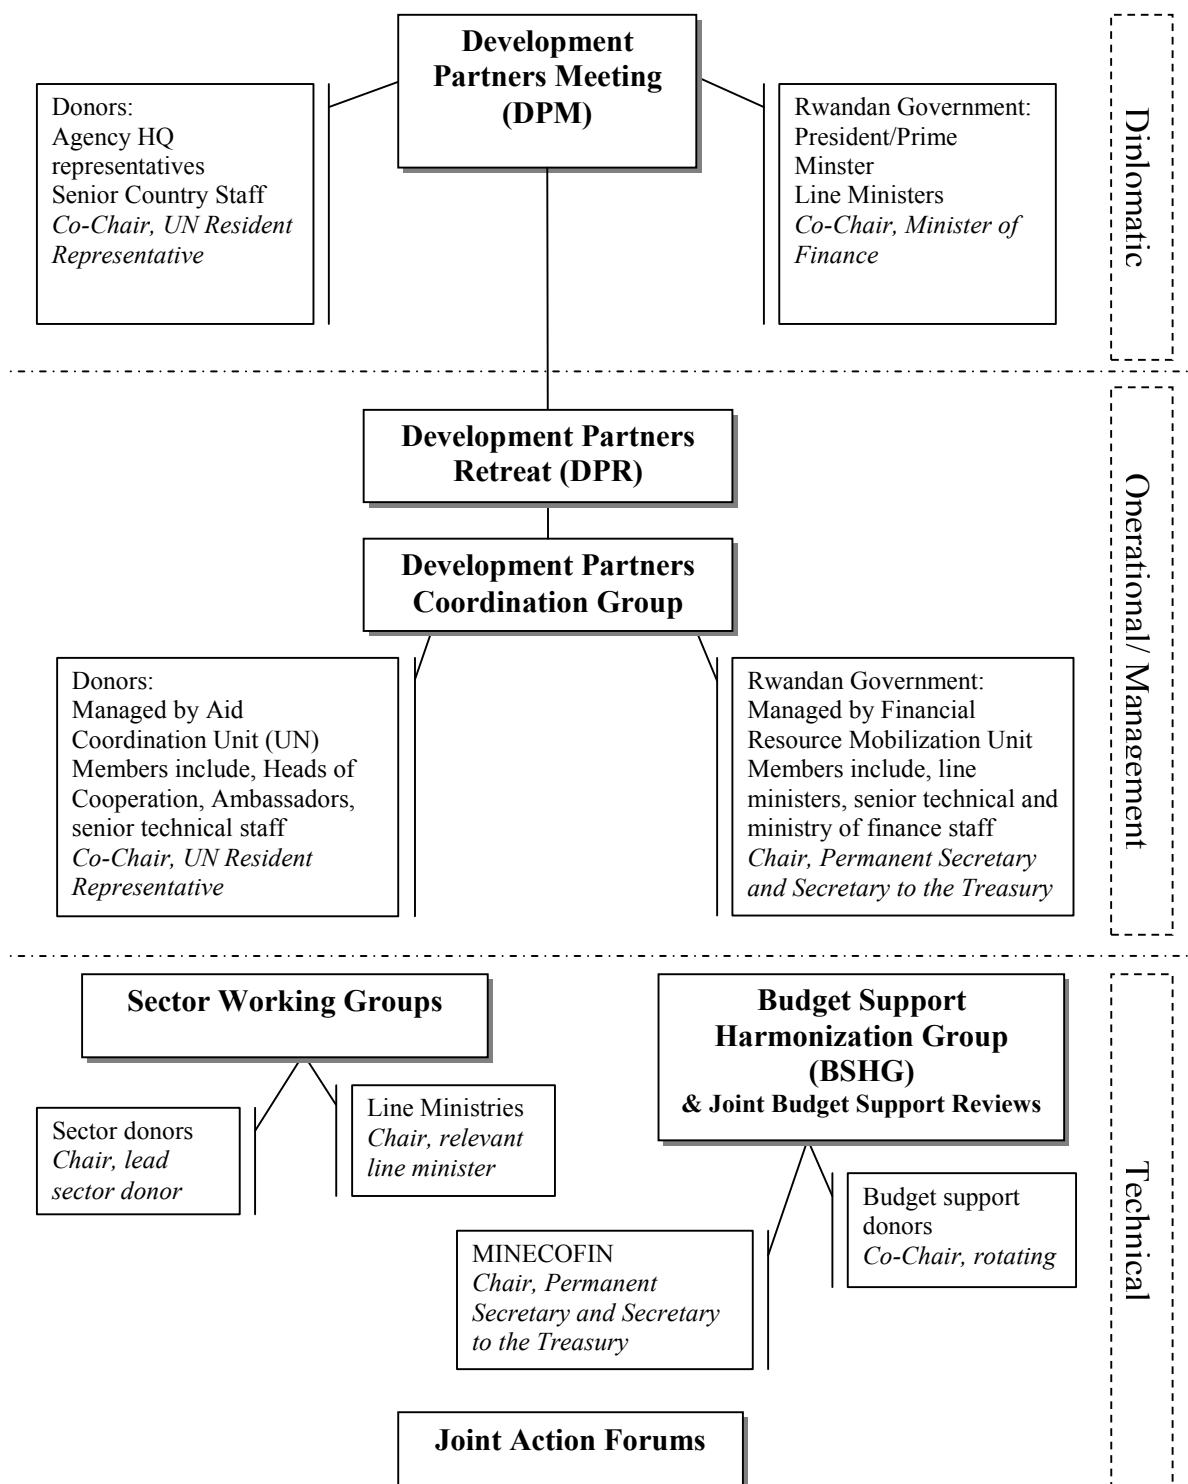 Development
Partners Meeting
(DPM)
Donors:
Agency HQ
representatives
Senior Country Staff
Co-Chair, UN Resident
Representative
Rwandan Government:
President/Prime
Minster
Line Ministers
Co-Chair, Minister of
Finance
Diplomatic
Development Partners
Retreat (DPR)
Development Partners
Coordination Group
Donors:
Managed by Aid
Coordination Unit (UN)
Members include, Heads of
Cooperation, Ambassadors,
senior technical staff
Co-Chair, UN Resident
Representative
Rwandan Government:
Managed by Financial
Resource Mobilization Unit
Members include, line
ministers, senior technical and
ministry of finance staff
Chair, Permanent Secretary
and Secretary to the Treasury
Operational/ Management
Sector Working Groups
Sector donors
Chair, lead
sector donor
Line Ministries
Chair, relevant
line minister
Budget Support
Harmonization Group
(BSHG)
& Joint Budget Support Reviews
MINECOFIN
Chair, Permanent
Secretary and Secretary
to the Treasury
Budget support
donors
Co-Chair, rotating
Technical
Joint Action Forums